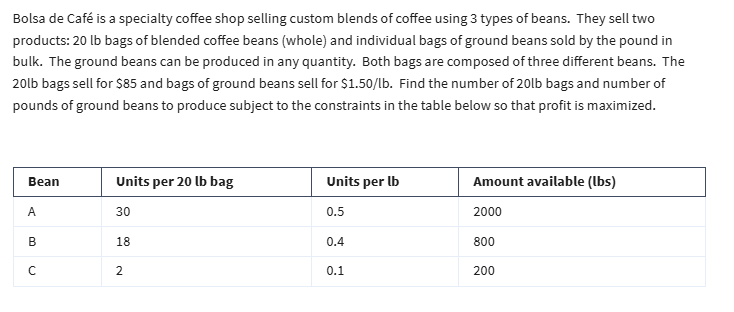 Bolsa de Café is a specialty coffee shop selling custom blends of coffee using 3 types of beans. They sell two
products: 20 lb bags of blended coffee beans (whole) and individual bags of ground beans sold by the pound in
bulk. The ground beans can be produced in any quantity. Both bags are composed of three different beans. The
20lb bags sell for $85 and bags of ground beans sell for $1.50/lb. Find the number of 20lb bags and number of
pounds of ground beans to produce subject to the constraints in the table below so that profit is maximized.
Bean Units per 20 lb bag Units per lb Amount available (lbs)
A 30 0.5 2000
B 18 0.4 800
C 2 0.1 200